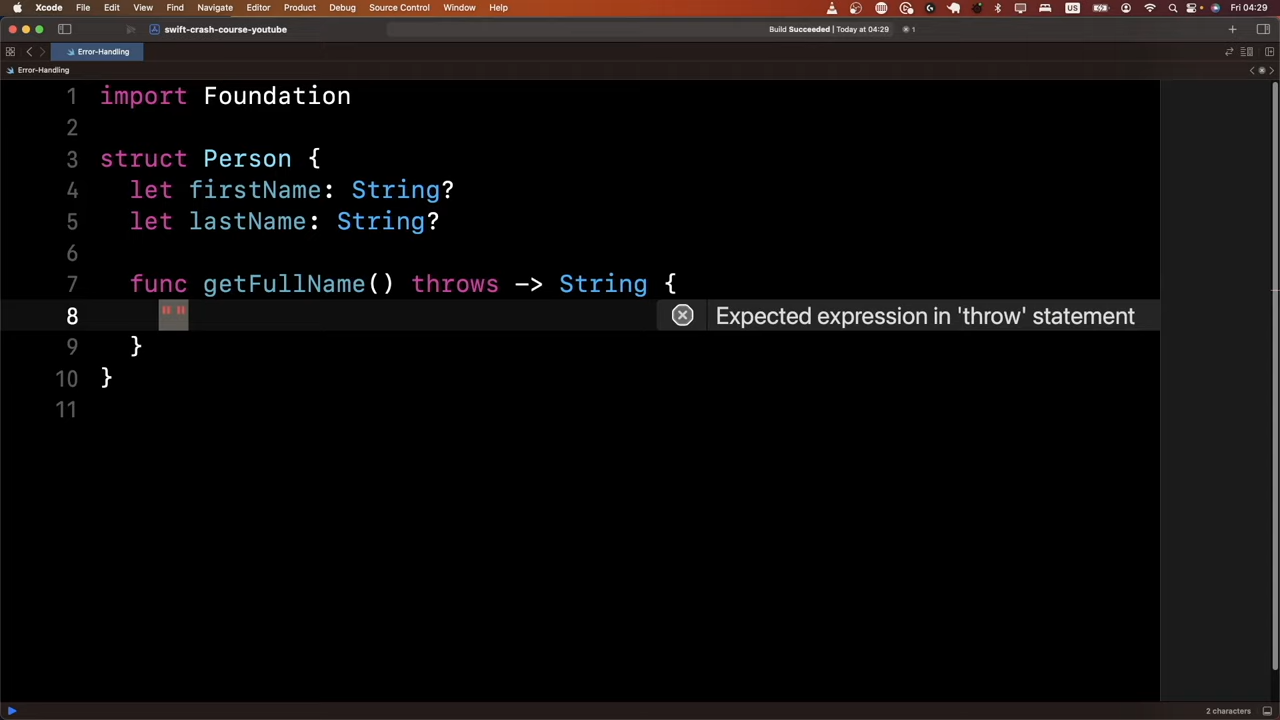 Xcode File Edit View Find Navigate Editor Product Debug Source Control Window Help US Fri 04:29
swift-crash-course-youtube Build Succeeded | Today at 04:29 1
Error-Handling
Error-Handling
1 import Foundation
2
3 struct Person {
4 let firstName: String?
5 let lastName: String?
6
7 func getFullName() throws -> String {
8 "" Expected expression in 'throw' statement
9 }
10 }
11
2 characters